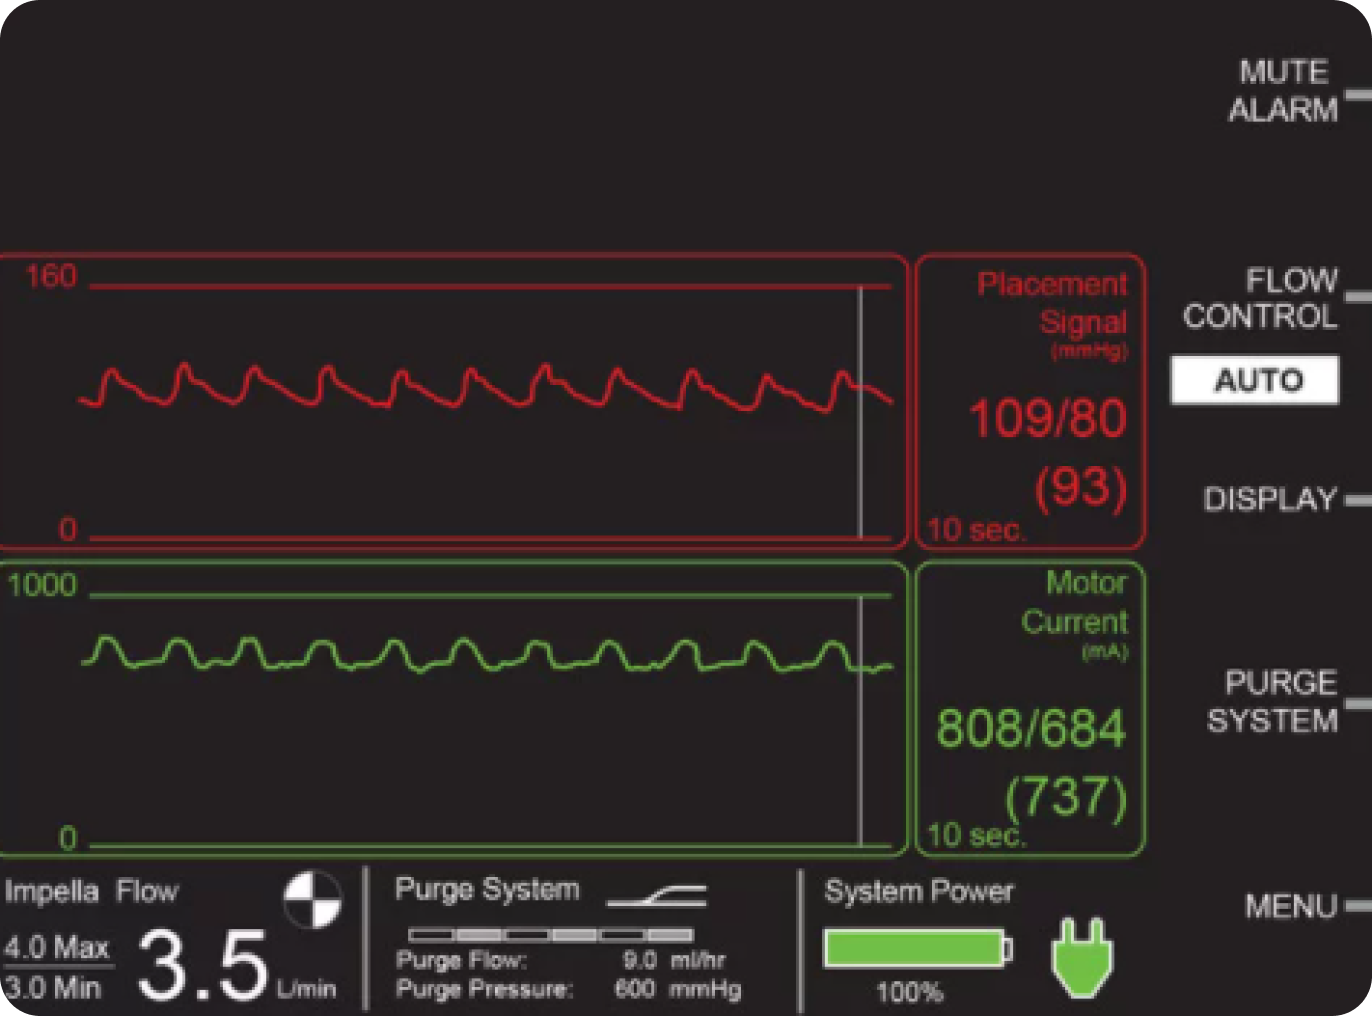 MUTE
ALARM
160
0
Placement
Signal
(mmHg)
109/80
(93)
10 sec.
FLOW
CONTROL
AUTO
DISPLAY
1000
0
Motor
Current
(mA)
808/684
(737)
10 sec.
PURGE
SYSTEM
MENU
Impella Flow
4.0 Max
3.0 Min
3.5 L/min
Purge System
Purge Flow: 9.0 ml/hr
Purge Pressure: 600 mmHg
System Power
100%